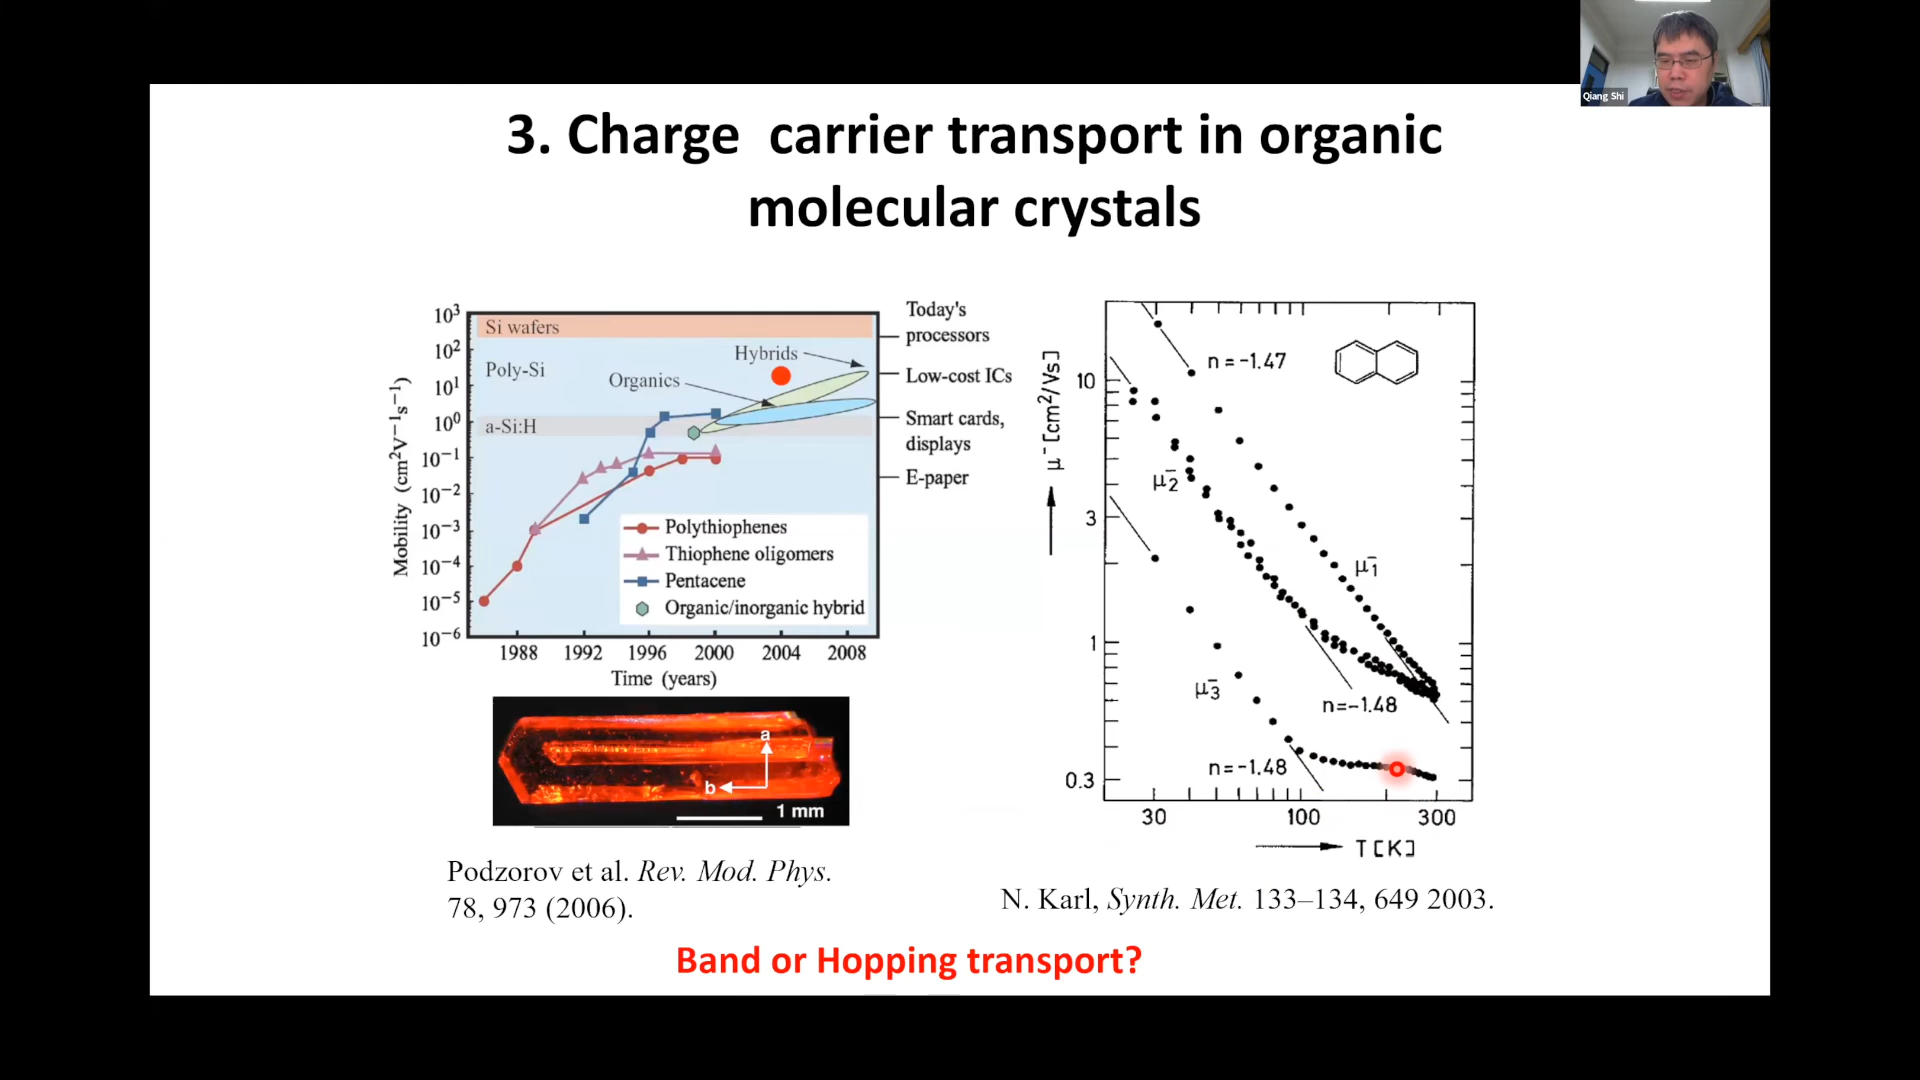 Qiang Shi
3. Charge carrier transport in organic
molecular crystals
Mobility (cm²V⁻¹s⁻¹)
10³
10²
10¹
10⁰
10⁻¹
10⁻²
10⁻³
10⁻⁴
10⁻⁵
10⁻⁶
Si wafers
Poly-Si
a-Si:H
Hybrids
Organics
Polythiophenes
Thiophene oligomers
Pentacene
Organic/inorganic hybrid
1988 1992 1996 2000 2004 2008
Time (years)
Today's
processors
Low-cost ICs
Smart cards,
displays
E-paper
a
b
1 mm
Podzorov et al. Rev. Mod. Phys.
78, 973 (2006).
μ⁻ [cm²/Vs]
10
3
1
0.3
n = -1.47
μ₂⁻
μ₁⁻
μ₃⁻
n=-1.48
n=-1.48
30 100 300
T[K]
N. Karl, Synth. Met. 133–134, 649 2003.
Band or Hopping transport?